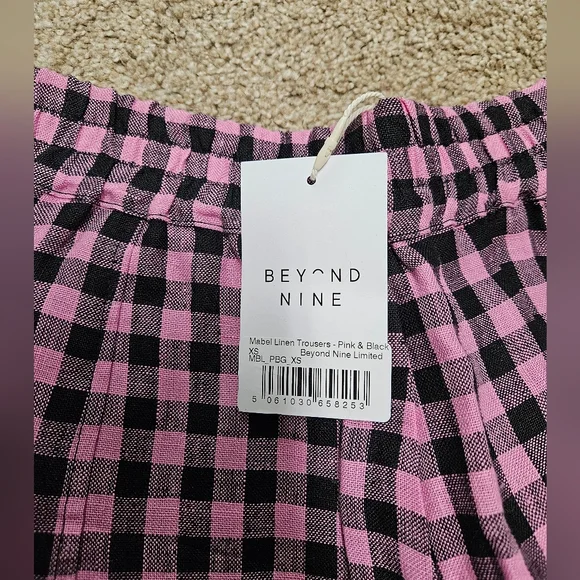 BEYOND
NINE
Mabel Linen Trousers - Pink & Black
XS Beyond Nine Limited
MBL_PBG_XS
5 061030 658253